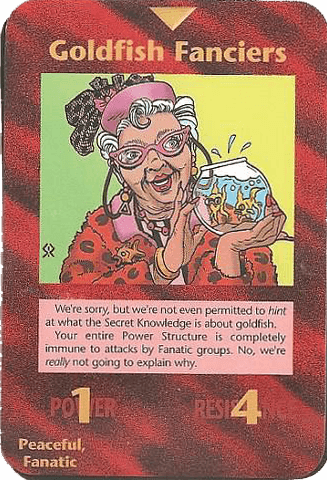 Goldfish Fanciers
We're sorry, but we're not even permitted to hint
at what the Secret Knowledge is about goldfish.
Your entire Power Structure is completely
immune to attacks by Fanatic groups. No, we're
really not going to explain why.
POWER 1 RESISTANCE 4
Peaceful,
Fanatic
SR